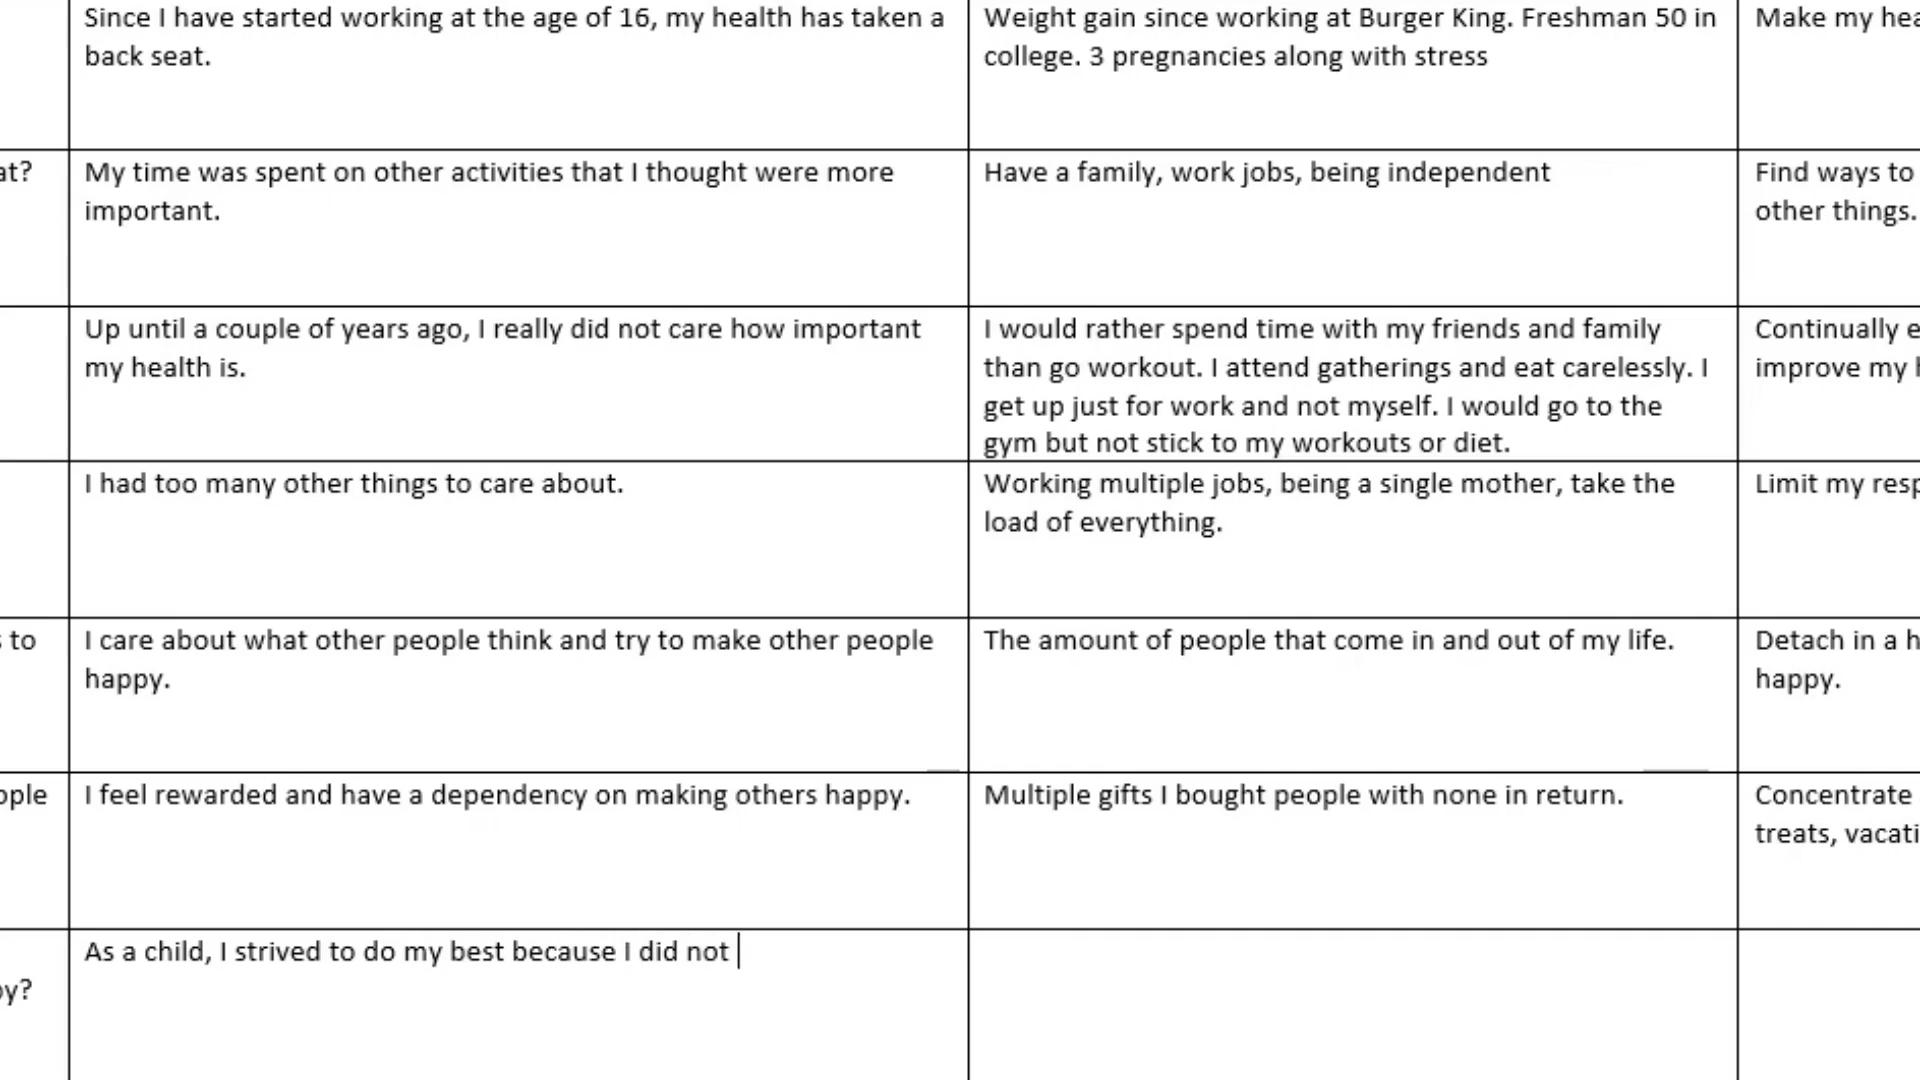 Since I have started working at the age of 16, my health has taken a
back seat.
Weight gain since working at Burger King. Freshman 50 in
college. 3 pregnancies along with stress
Make my hea
at?
My time was spent on other activities that I thought were more
important.
Have a family, work jobs, being independent
Find ways to
other things.
Up until a couple of years ago, I really did not care how important
my health is.
I would rather spend time with my friends and family
than go workout. I attend gatherings and eat carelessly. I
get up just for work and not myself. I would go to the
gym but not stick to my workouts or diet.
Continually e
improve my h
I had too many other things to care about.
Working multiple jobs, being a single mother, take the
load of everything.
Limit my resp
s to
I care about what other people think and try to make other people
happy.
The amount of people that come in and out of my life.
Detach in a h
happy.
ople
I feel rewarded and have a dependency on making others happy.
Multiple gifts I bought people with none in return.
Concentrate
treats, vacati
py?
As a child, I strived to do my best because I did not